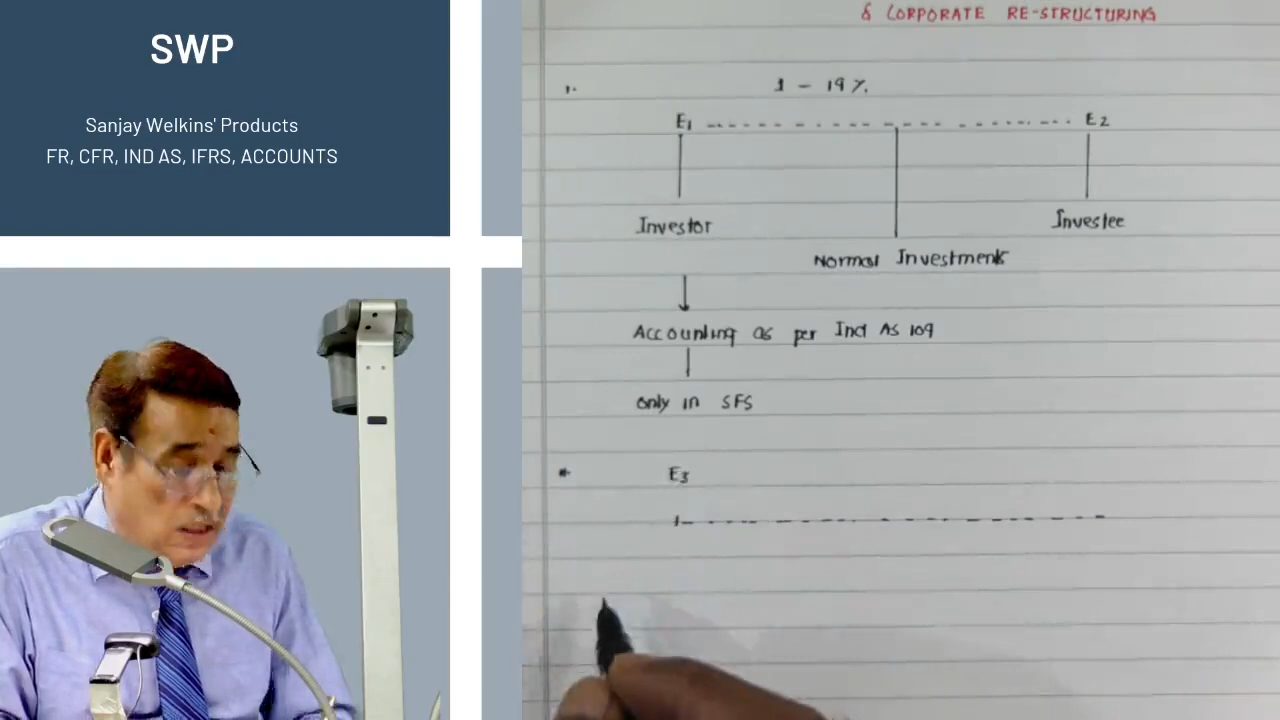 SWP
Sanjay Welkins' Products
FR, CFR, IND AS, IFRS, ACCOUNTS
& CORPORATE RE-STRUCTURING
1. 1 - 19%
E1 E2
Investor Investee
Normal Investment
Accounting as per Ind AS 109
only in SFS
* E3